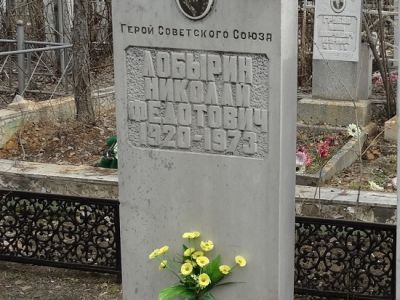 Герой Советского Союза
ЛОБЫРИН
НИКОЛАЙ
ФЕДОТОВИЧ
1920-1973